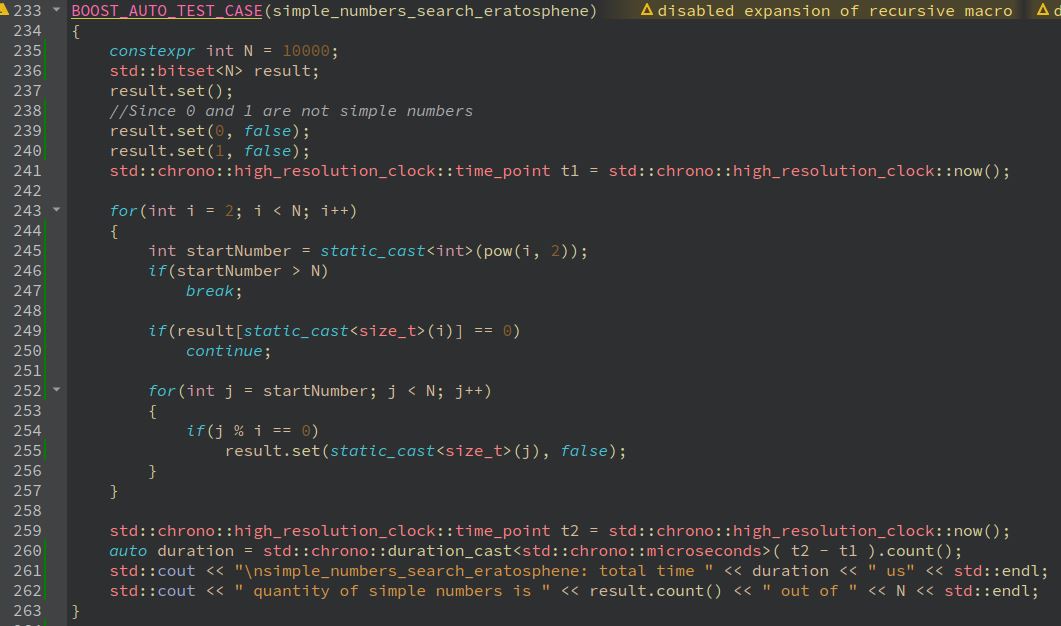 233 BOOST_AUTO_TEST_CASE(simple_numbers_search_eratosphene) disabled expansion of recursive macro d
234 {
235     constexpr int N = 10000;
236     std::bitset<N> result;
237     result.set();
238     //Since 0 and 1 are not simple numbers
239     result.set(0, false);
240     result.set(1, false);
241     std::chrono::high_resolution_clock::time_point t1 = std::chrono::high_resolution_clock::now();
242
243     for(int i = 2; i < N; i++)
244     {
245         int startNumber = static_cast<int>(pow(i, 2));
246         if(startNumber > N)
247             break;
248
249         if(result[static_cast<size_t>(i)] == 0)
250             continue;
251
252         for(int j = startNumber; j < N; j++)
253         {
254             if(j % i == 0)
255                 result.set(static_cast<size_t>(j), false);
256         }
257     }
258
259     std::chrono::high_resolution_clock::time_point t2 = std::chrono::high_resolution_clock::now();
260     auto duration = std::chrono::duration_cast<std::chrono::microseconds>( t2 - t1 ).count();
261     std::cout << "\nsimple_numbers_search_eratosphene: total time " << duration << " us" << std::endl;
262     std::cout << " quantity of simple numbers is " << result.count() << " out of " << N << std::endl;
263 }